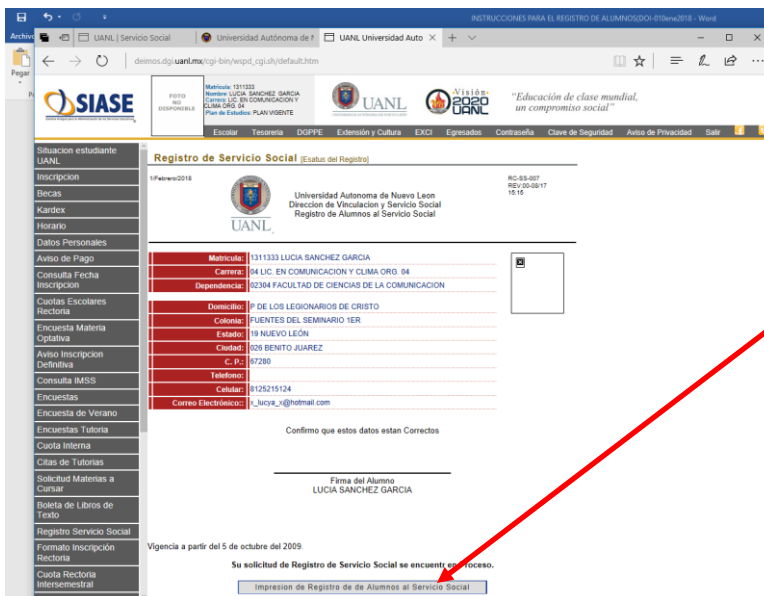 INSTRUCCIONES PARA EL REGISTRO DE ALUMNOS(DOI-010ene2018 - Word
Archivo
UANL | Servicio Social
Universidad Autónoma de
UANL Universidad Auto
deimos.dgi.uanl.mx/cgi-bin/wspd_cgi.sh/default.htm
Pegar
SIASE
FOTO
NO
DISPONIBLE
Matricula: 1311333
Nombre: LUCIA SANCHEZ GARCIA
Carrera: LIC. EN COMUNICACION Y
CLIMA ORG. 04
Plan de Estudios: PLAN VIGENTE
UANL
Visión
2020
UANL
"Educación de clase mundial,
un compromiso social"
Escolar Tesoreria DGPPE Extensión y Cultura EXCI Egresados Contraseña Clave de Seguridad Aviso de Privacidad Salir
Situacion estudiante
UANL
Inscripcion
Becas
Kardex
Horario
Datos Personales
Aviso de Pago
Consulta Fecha
Inscripcion
Cuotas Escolares
Rectoria
Encuesta Materia
Optativa
Aviso Inscripcion
Definitiva
Consulta IMSS
Encuestas
Encuesta de Verano
Encuestas Tutoria
Cuota Interna
Citas de Tutorias
Solicitud Materias a
Cursar
Boleta de Libros de
Texto
Registro Servicio Social
Formato Inscripción
Rectoria
Cuota Rectoria
Intersemestral
Registro de Servicio Social [Esatus del Registro]
1/Febrero/2018
UANL
Universidad Autonoma de Nuevo Leon
Direccion de Vinculacion y Servicio Social
Registro de Alumnos al Servicio Social
RC-SS-007
REV:00-08/17
15:15
Matricula: 1311333 LUCIA SANCHEZ GARCIA
Carrera: 04 LIC. EN COMUNICACION Y CLIMA ORG. 04
Dependencia: 02304 FACULTAD DE CIENCIAS DE LA COMUNICACION
Domicilio: P DE LOS LEGIONARIOS DE CRISTO
Colonia: FUENTES DEL SEMINARIO 1ER
Estado: 19 NUEVO LEÓN
Ciudad: 026 BENITO JUAREZ
C. P.: 67280
Telefono:
Celular: 8125215124
Correo Electrónico:: x_lucya_x@hotmail.com
Confirmo que estos datos estan Correctos
Firma del Alumno
LUCIA SANCHEZ GARCIA
Vigencia a partir del 5 de octubre del 2009.
Su solicitud de Registro de Servicio Social se encuentr en Proceso.
Impresion de Registro de de Alumnos al Servicio Social